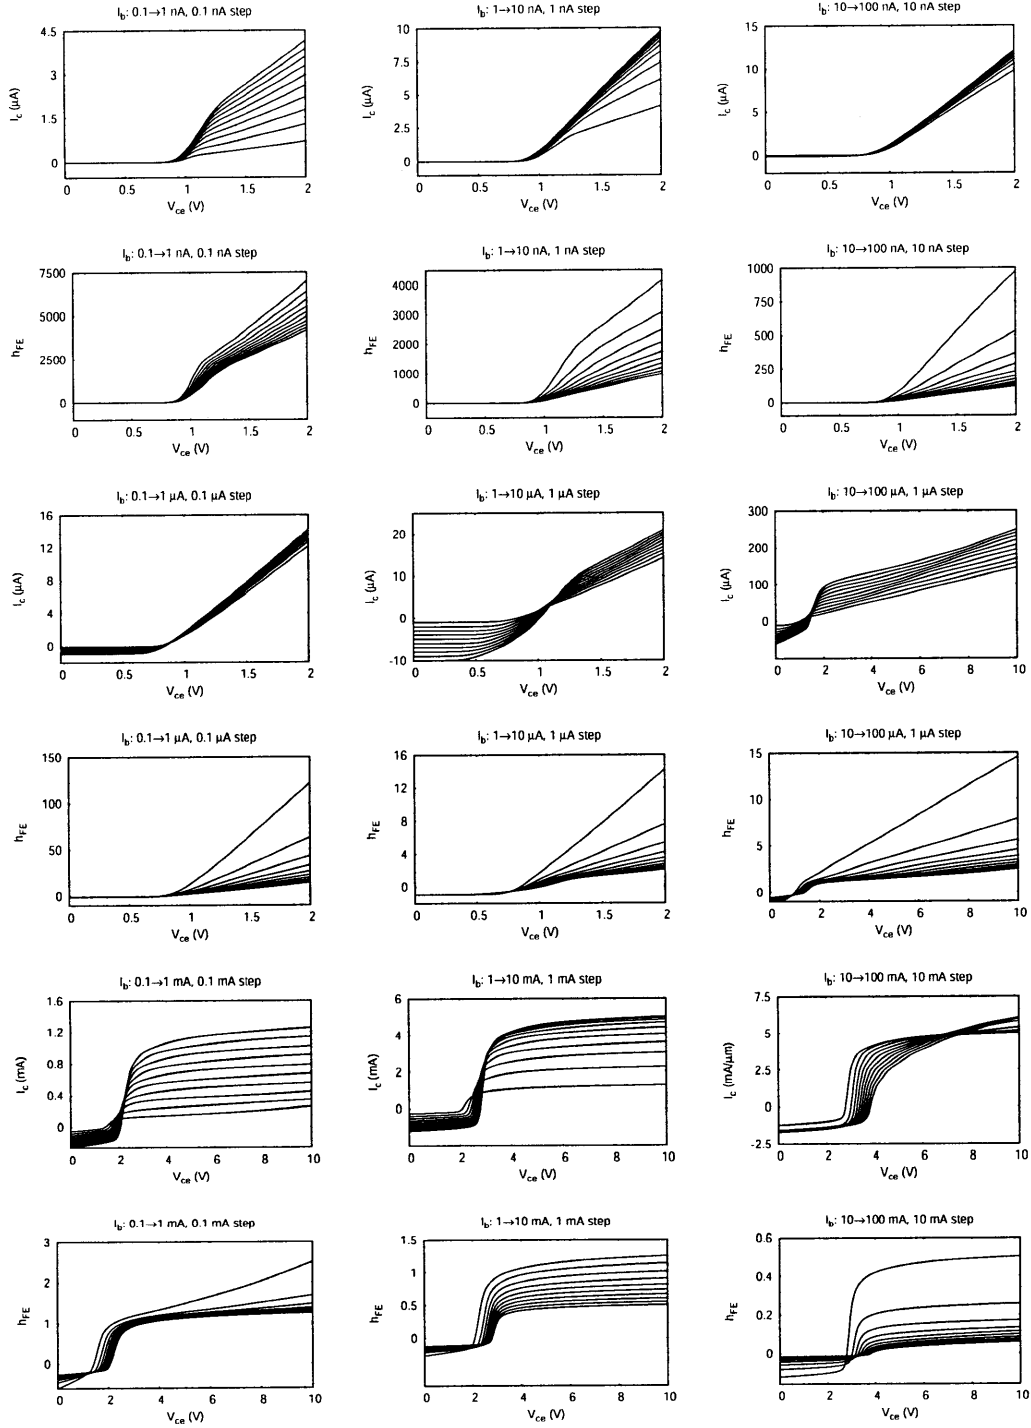 I_b: 0.1→1 nA, 0.1 nA step
I_b: 1→10 nA, 1 nA step
I_b: 10→100 nA, 10 nA step
4.5
3
1.5
0
I_c (μA)
0 0.5 1 1.5 2
V_ce (V)
10
7.5
5
2.5
0
I_c (μA)
0 0.5 1 1.5 2
V_ce (V)
15
10
5
0
I_c (μA)
0 0.5 1 1.5 2
V_ce (V)
I_b: 0.1→1 nA, 0.1 nA step
I_b: 1→10 nA, 1 nA step
I_b: 10→100 nA, 10 nA step
7500
5000
2500
0
h_FE
0 0.5 1 1.5 2
V_ce (V)
4000
3000
2000
1000
0
h_FE
0 0.5 1 1.5 2
V_ce (V)
1000
750
500
250
0
h_FE
0 0.5 1 1.5 2
V_ce (V)
I_b: 0.1→1 μA, 0.1 μA step
I_b: 1→10 μA, 1 μA step
I_b: 10→100 μA, 1 μA step
16
12
8
4
0
I_c (μA)
0 0.5 1 1.5 2
V_ce (V)
20
10
0
-10
I_c (μA)
0 0.5 1 1.5 2
V_ce (V)
300
200
100
0
I_c (μA)
0 2 4 6 8 10
V_ce (V)
I_b: 0.1→1 μA, 0.1 μA step
I_b: 1→10 μA, 1 μA step
I_b: 10→100 μA, 1 μA step
150
100
50
0
h_FE
0 0.5 1 1.5 2
V_ce (V)
16
12
8
4
0
h_FE
0 0.5 1 1.5 2
V_ce (V)
15
10
5
0
h_FE
0 2 4 6 8 10
V_ce (V)
I_b: 0.1→1 mA, 0.1 mA step
I_b: 1→10 mA, 1 mA step
I_b: 10→100 mA, 10 mA step
1.6
1.2
0.8
0.4
0
I_c (mA)
0 2 4 6 8 10
V_ce (V)
6
4
2
0
I_c (mA)
0 2 4 6 8 10
V_ce (V)
7.5
5
2.5
0
-2.5
I_c (mA/μm)
0 2 4 6 8 10
V_ce (V)
I_b: 0.1→1 mA, 0.1 mA step
I_b: 1→10 mA, 1 mA step
I_b: 10→100 mA, 10 mA step
3
2
1
0
h_FE
0 2 4 6 8 10
V_ce (V)
1.5
1
0.5
0
h_FE
0 2 4 6 8 10
V_ce (V)
0.6
0.4
0.2
0
h_FE
0 2 4 6 8 10
V_ce (V)